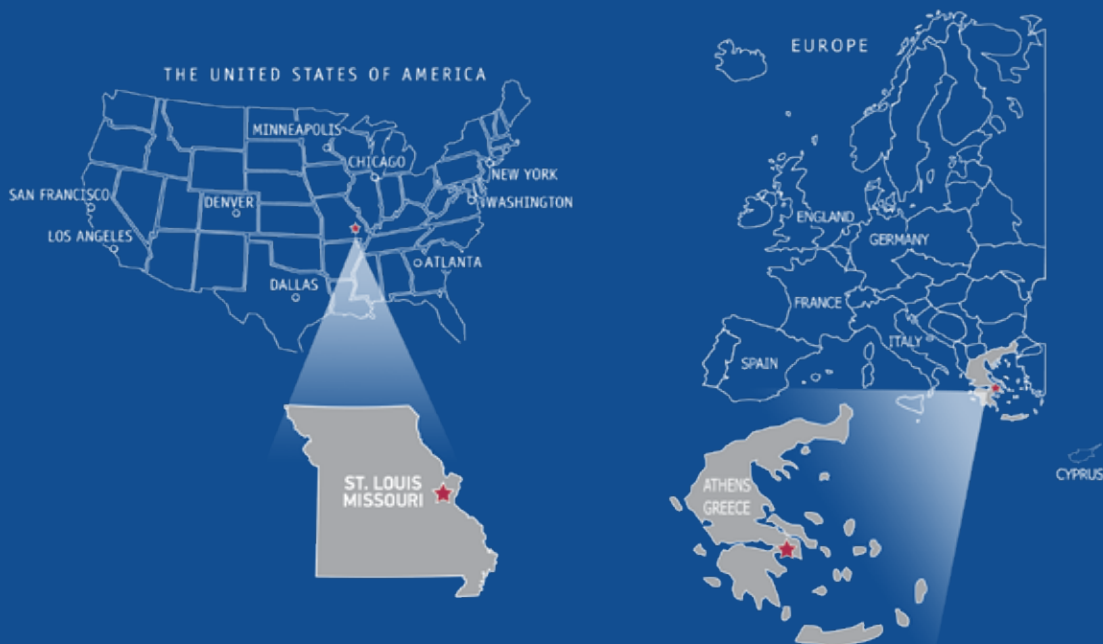 THE UNITED STATES OF AMERICA
MINNEAPOLIS
CHICAGO
NEW YORK
SAN FRANCISCO
DENVER
WASHINGTON
LOS ANGELES
ATLANTA
DALLAS
ST. LOUIS
MISSOURI
EUROPE
ENGLAND
GERMANY
FRANCE
ITALY
SPAIN
CYPRUS
ATHENS
GREECE